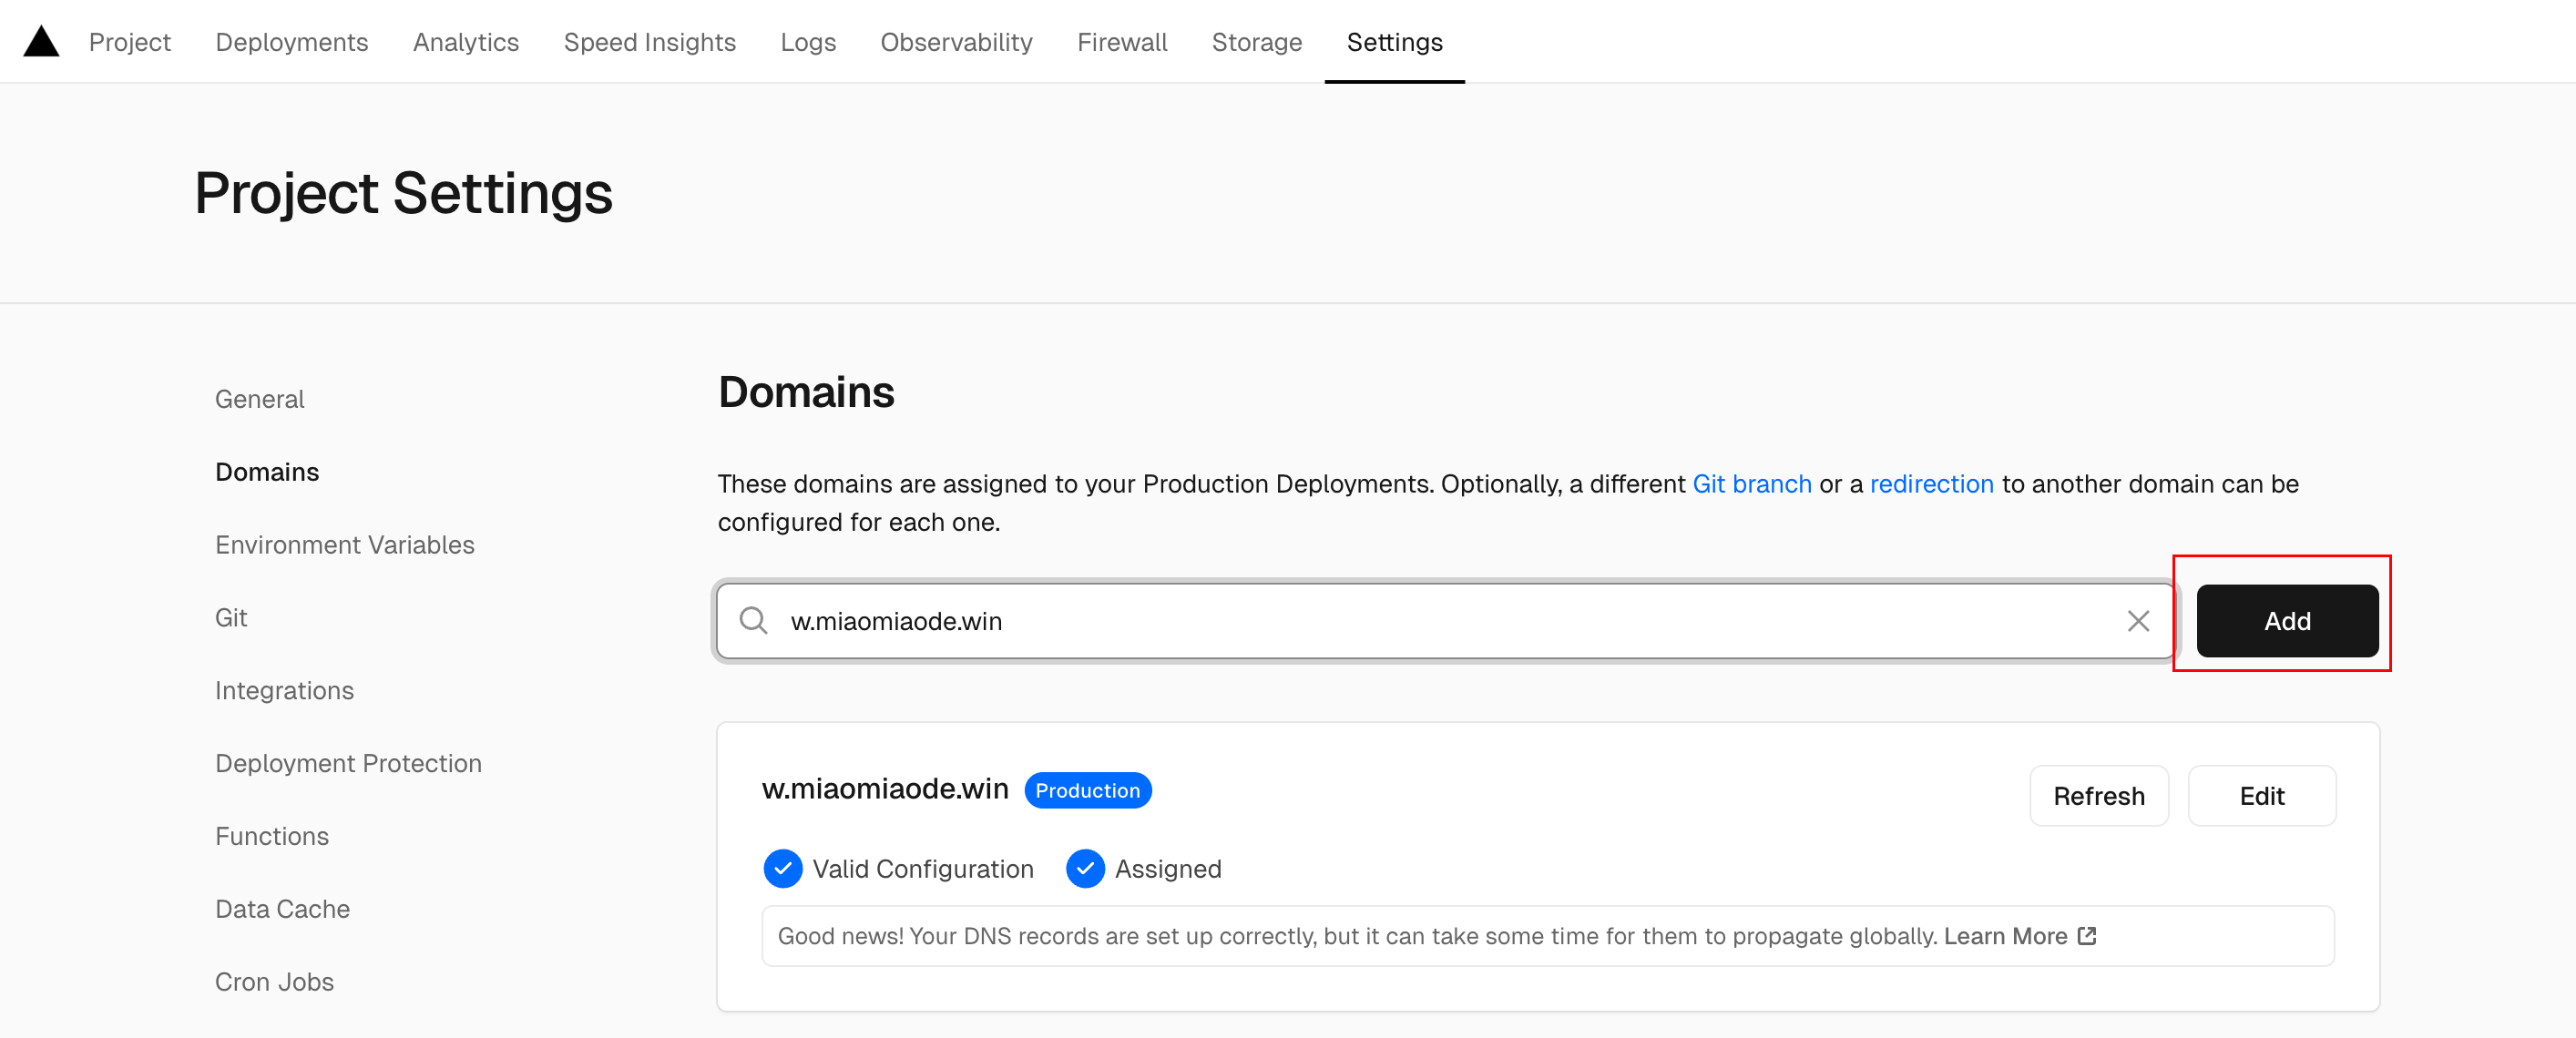 Project Deployments Analytics Speed Insights Logs Observability Firewall Storage Settings
Project Settings
General
Domains
Environment Variables
Git
Integrations
Deployment Protection
Functions
Data Cache
Cron Jobs
Domains
These domains are assigned to your Production Deployments. Optionally, a different Git branch or a redirection to another domain can be
configured for each one.
w.miaomiaode.win
Add
w.miaomiaode.win Production
Refresh Edit
Valid Configuration Assigned
Good news! Your DNS records are set up correctly, but it can take some time for them to propagate globally. Learn More